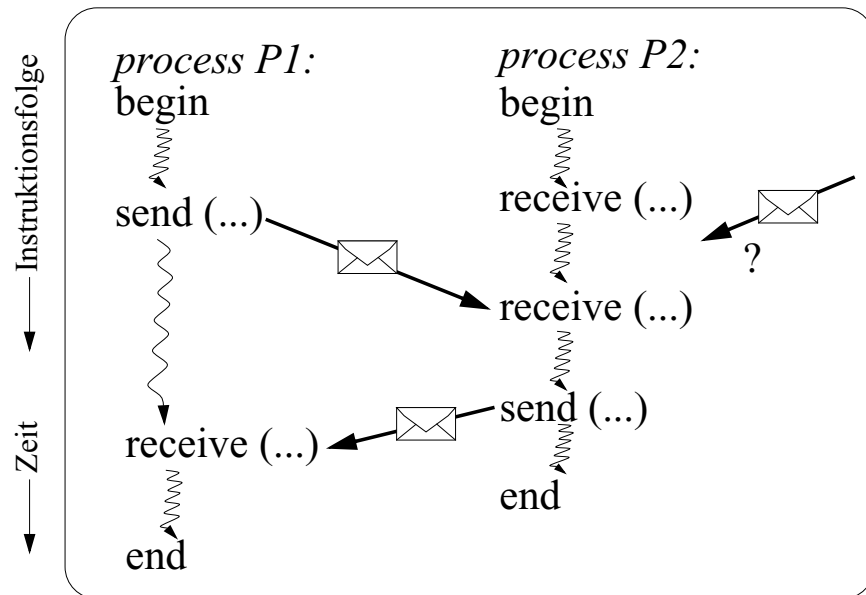 Instruktionsfolge
Zeit
process P1:
begin
send (...)
receive (...)
end
process P2:
begin
receive (...)
?
receive (...)
send (...)
end